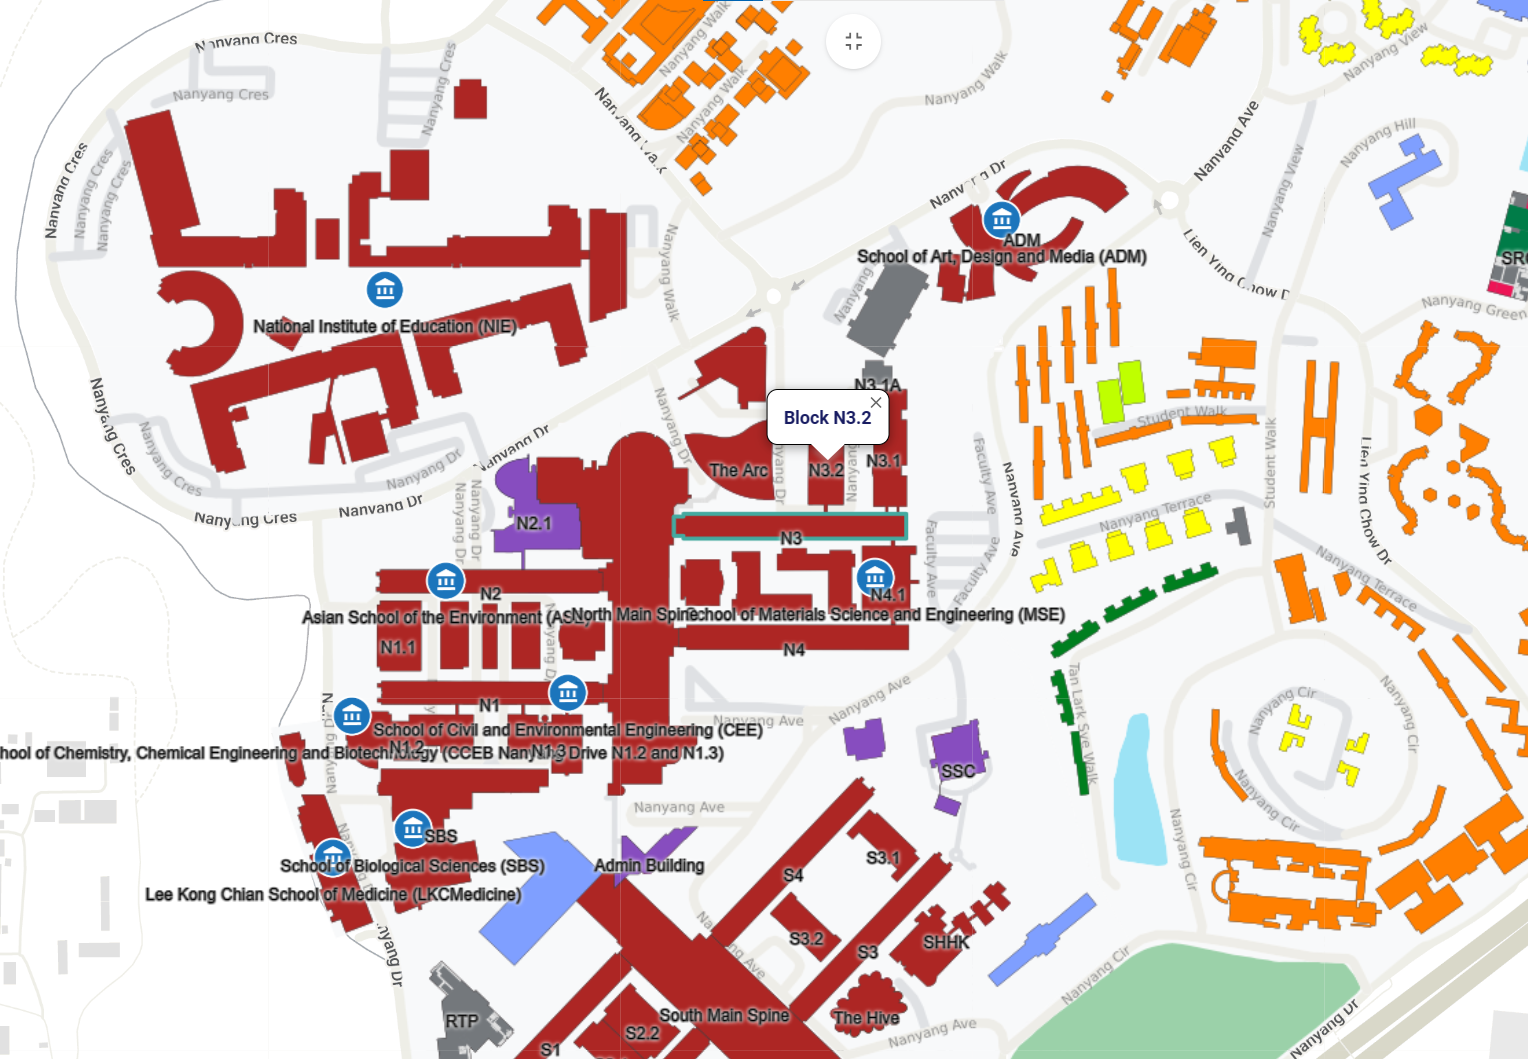 Nanyang Cres
Nanyang Walk
Nanyang View
Nanyang Cres
Nanyang Cres
Nanyang Walk
Nanyang Walk
Nanyang Walk
Nanyang Ave
Nanyang Hill
Nanyang Cres
Nanyang Cres
Nanyang Cres
Nanyang Dr
Nanyang View
ADM
School of Art, Design and Media (ADM)
Lien Ying Chow Dr
SRC
Nanyang Walk
Nanyang
Nanyang Green
National Institute of Education (NIE)
N3.1A
Block N3.2
Student Walk
Nanyang Cres
Nanyang Cres
Nanyang Dr
Nanyang Dr
Nanyang Dr
The Arc
N3.2
N3.1
Nanyang
Faculty Ave
Nanyang Ave
Student Walk
Lien Ying Chow Dr
Nanyang Cres
Nanyang Dr
Nanyang Dr
Nanyang Dr
N2.1
N3
Nanyang Terrace
Faculty Ave
Faculty Ave
Nanyang Terrace
N2
N4.1
Asian School of the Environment (ASE)
North Main Spine
School of Materials Science and Engineering (MSE)
N1.1
Nanyang Dr
N4
Tan Lark Sye Walk
Nanyang Dr
N1
Nanyang Ave
Nanyang Ave
Nanyang Cir
Nanyang Cir
School of Civil and Environmental Engineering (CEE)
N1.2
N1.3
hool of Chemistry, Chemical Engineering and Biotechnology (CCEB Nanyang Drive N1.2 and N1.3)
SSC
Nanyang Cir
Nanyang Ave
Nanyang Cir
SBS
School of Biological Sciences (SBS)
Admin Building
S3.1
S4
Lee Kong Chian School of Medicine (LKCMedicine)
Nanyang Dr
Nanyang Ave
S3.2
S3
SHHK
Nanyang Cir
RTP
South Main Spine
The Hive
S2.2
Nanyang Ave
Nanyang Dr
S1